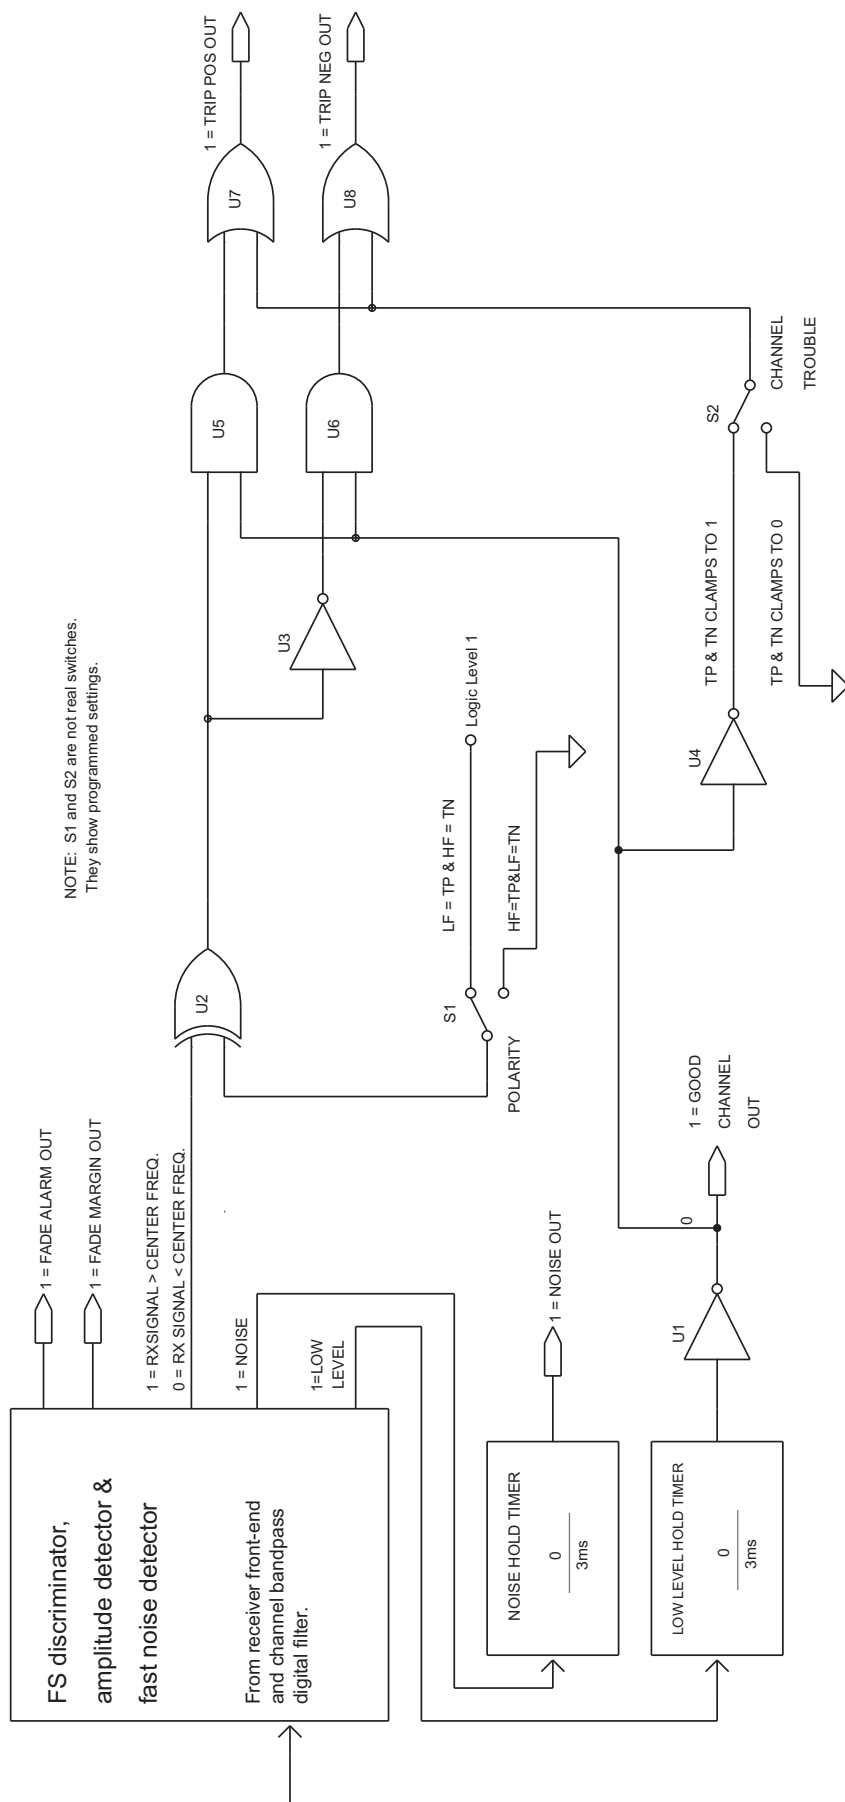 NOTE: S1 and S2 are not real switches.
They show programmed settings.
FS discriminator,
amplitude detector &
fast noise detector
From receiver front-end
and channel bandpass
digital filter.
1 = FADE ALARM OUT
1 = FADE MARGIN OUT
1 = RXSIGNAL > CENTER FREQ.
0 = RX SIGNAL < CENTER FREQ.
1 = NOISE
1=LOW
LEVEL
NOISE HOLD TIMER
0
3ms
1 = NOISE OUT
LOW LEVEL HOLD TIMER
0
3ms
U1
0
1 = GOOD
CHANNEL
OUT
U2
S1
POLARITY
LF = TP & HF = TN
HF=TP&LF=TN
Logic Level 1
U3
U4
TP & TN CLAMPS TO 1
TP & TN CLAMPS TO 0
S2
CHANNEL
TROUBLE
U5
U6
U7
U8
1 = TRIP POS OUT
1 = TRIP NEG OUT